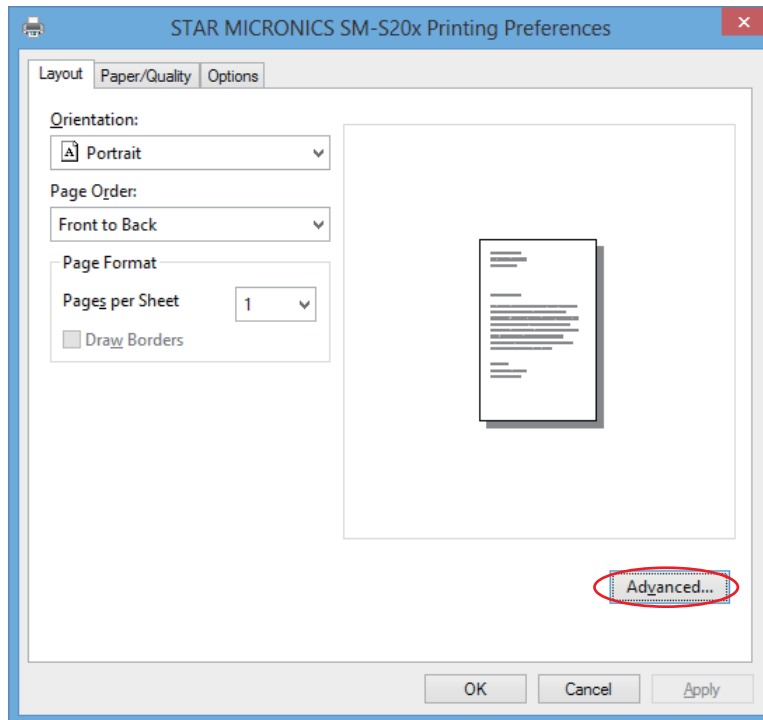 STAR MICRONICS SM-S20x Printing Preferences
Layout Paper/Quality Options
Orientation:
A Portrait
Page Order:
Front to Back
Page Format
Pages per Sheet 1
Draw Borders
Advanced...
OK Cancel Apply